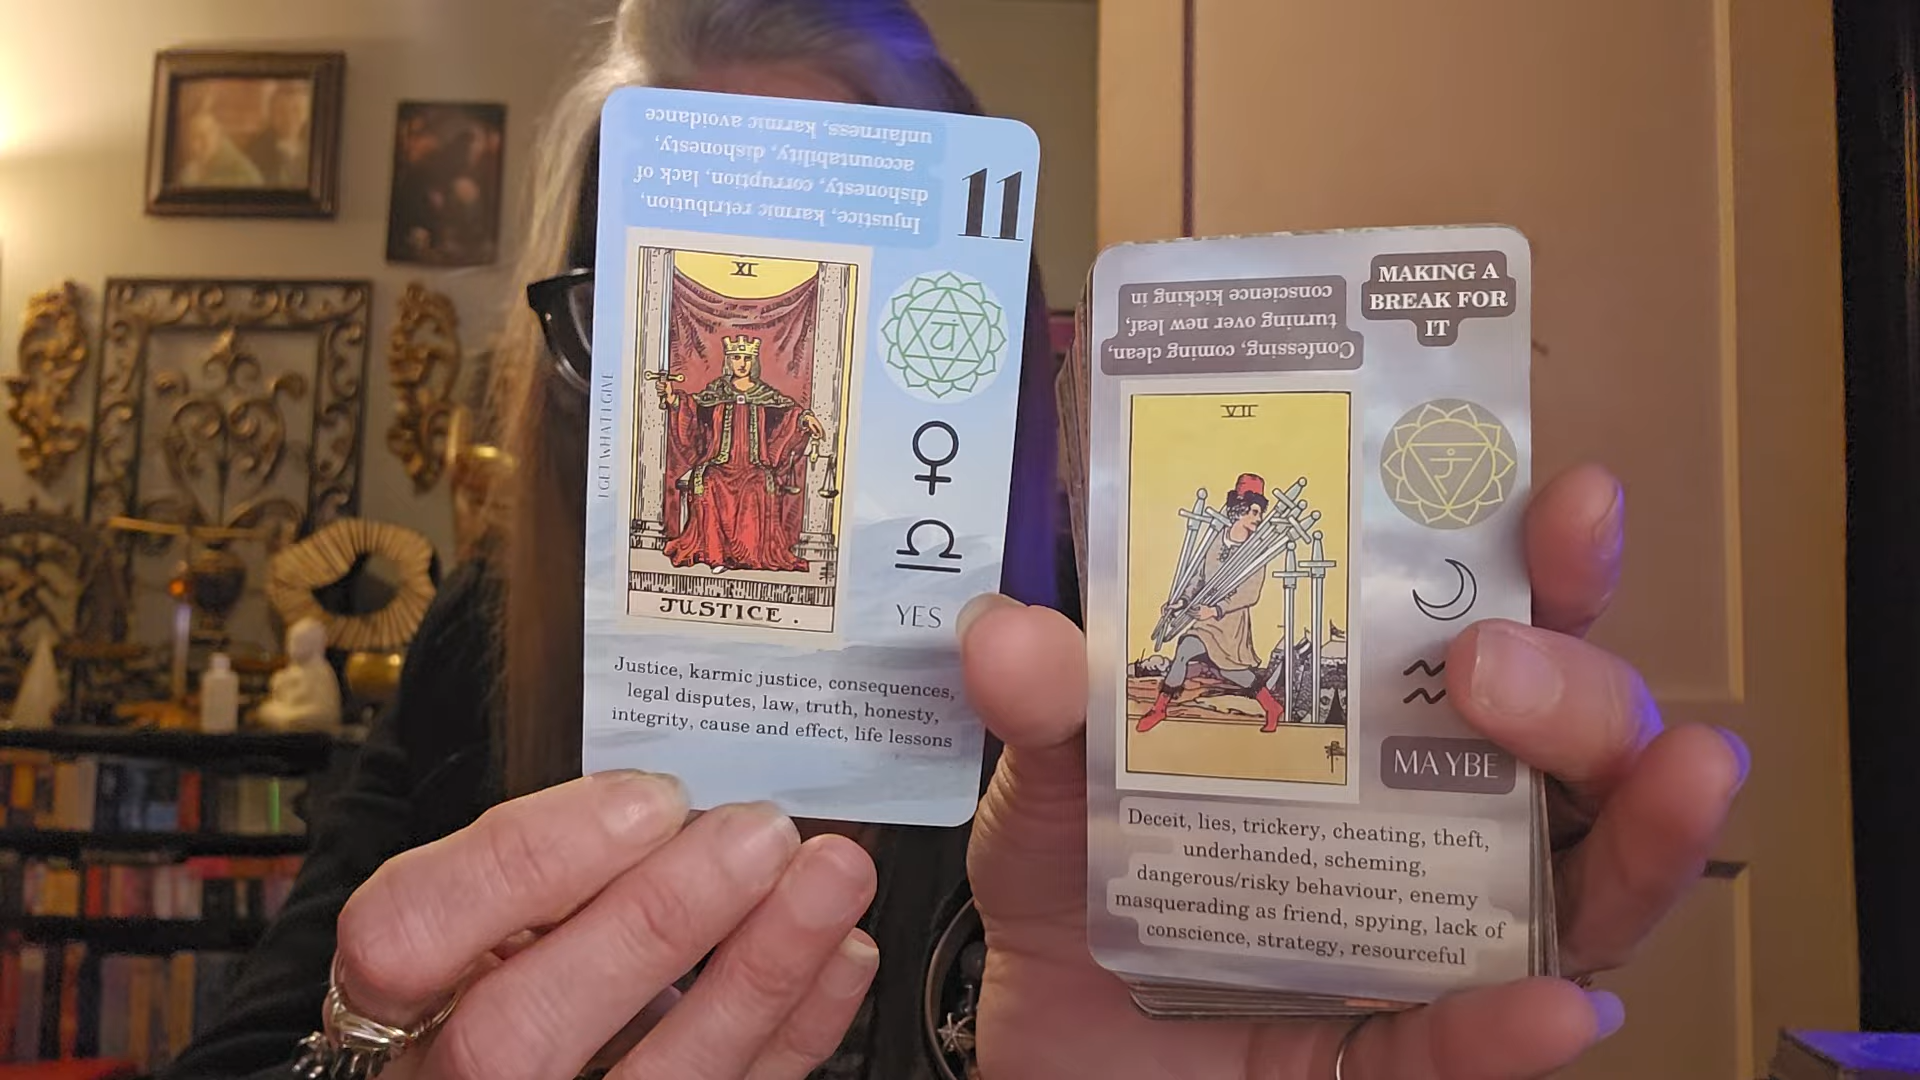 Injustice, karmic retribution,
dishonesty, corruption, lack of
accountability, dishonesty,
unfairness, karmic avoidance
11
I GET WHAT I GIVE
XI
JUSTICE .
YES
Justice, karmic justice, consequences,
legal disputes, law, truth, honesty,
integrity, cause and effect, life lessons
Confessing, coming clean,
turning over new leaf,
conscience kicking in
MAKING A
BREAK FOR
IT
VII
MAYBE
Deceit, lies, trickery, cheating, theft,
underhanded, scheming,
dangerous/risky behaviour, enemy
masquerading as friend, spying, lack of
conscience, strategy, resourceful